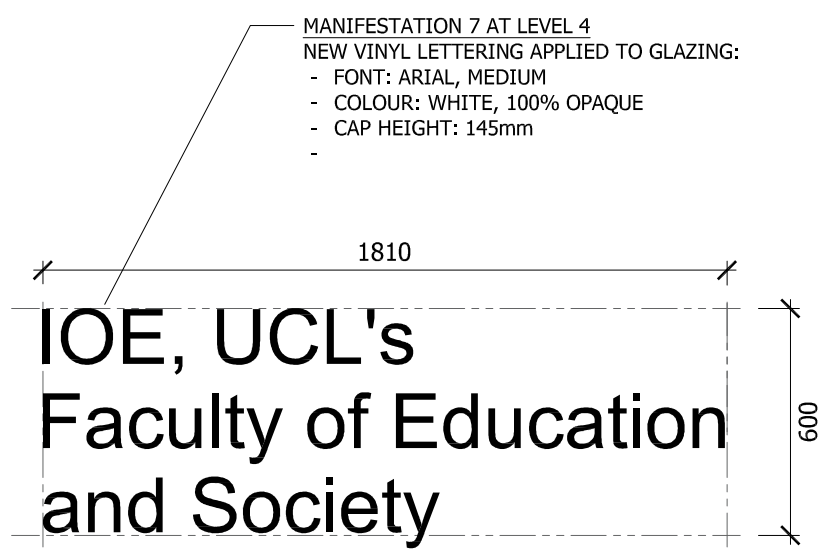 MANIFESTATION 7 AT LEVEL 4
NEW VINYL LETTERING APPLIED TO GLAZING:
- FONT: ARIAL, MEDIUM
- COLOUR: WHITE, 100% OPAQUE
- CAP HEIGHT: 145mm
-
1810
IOE, UCL's
Faculty of Education
and Society
600